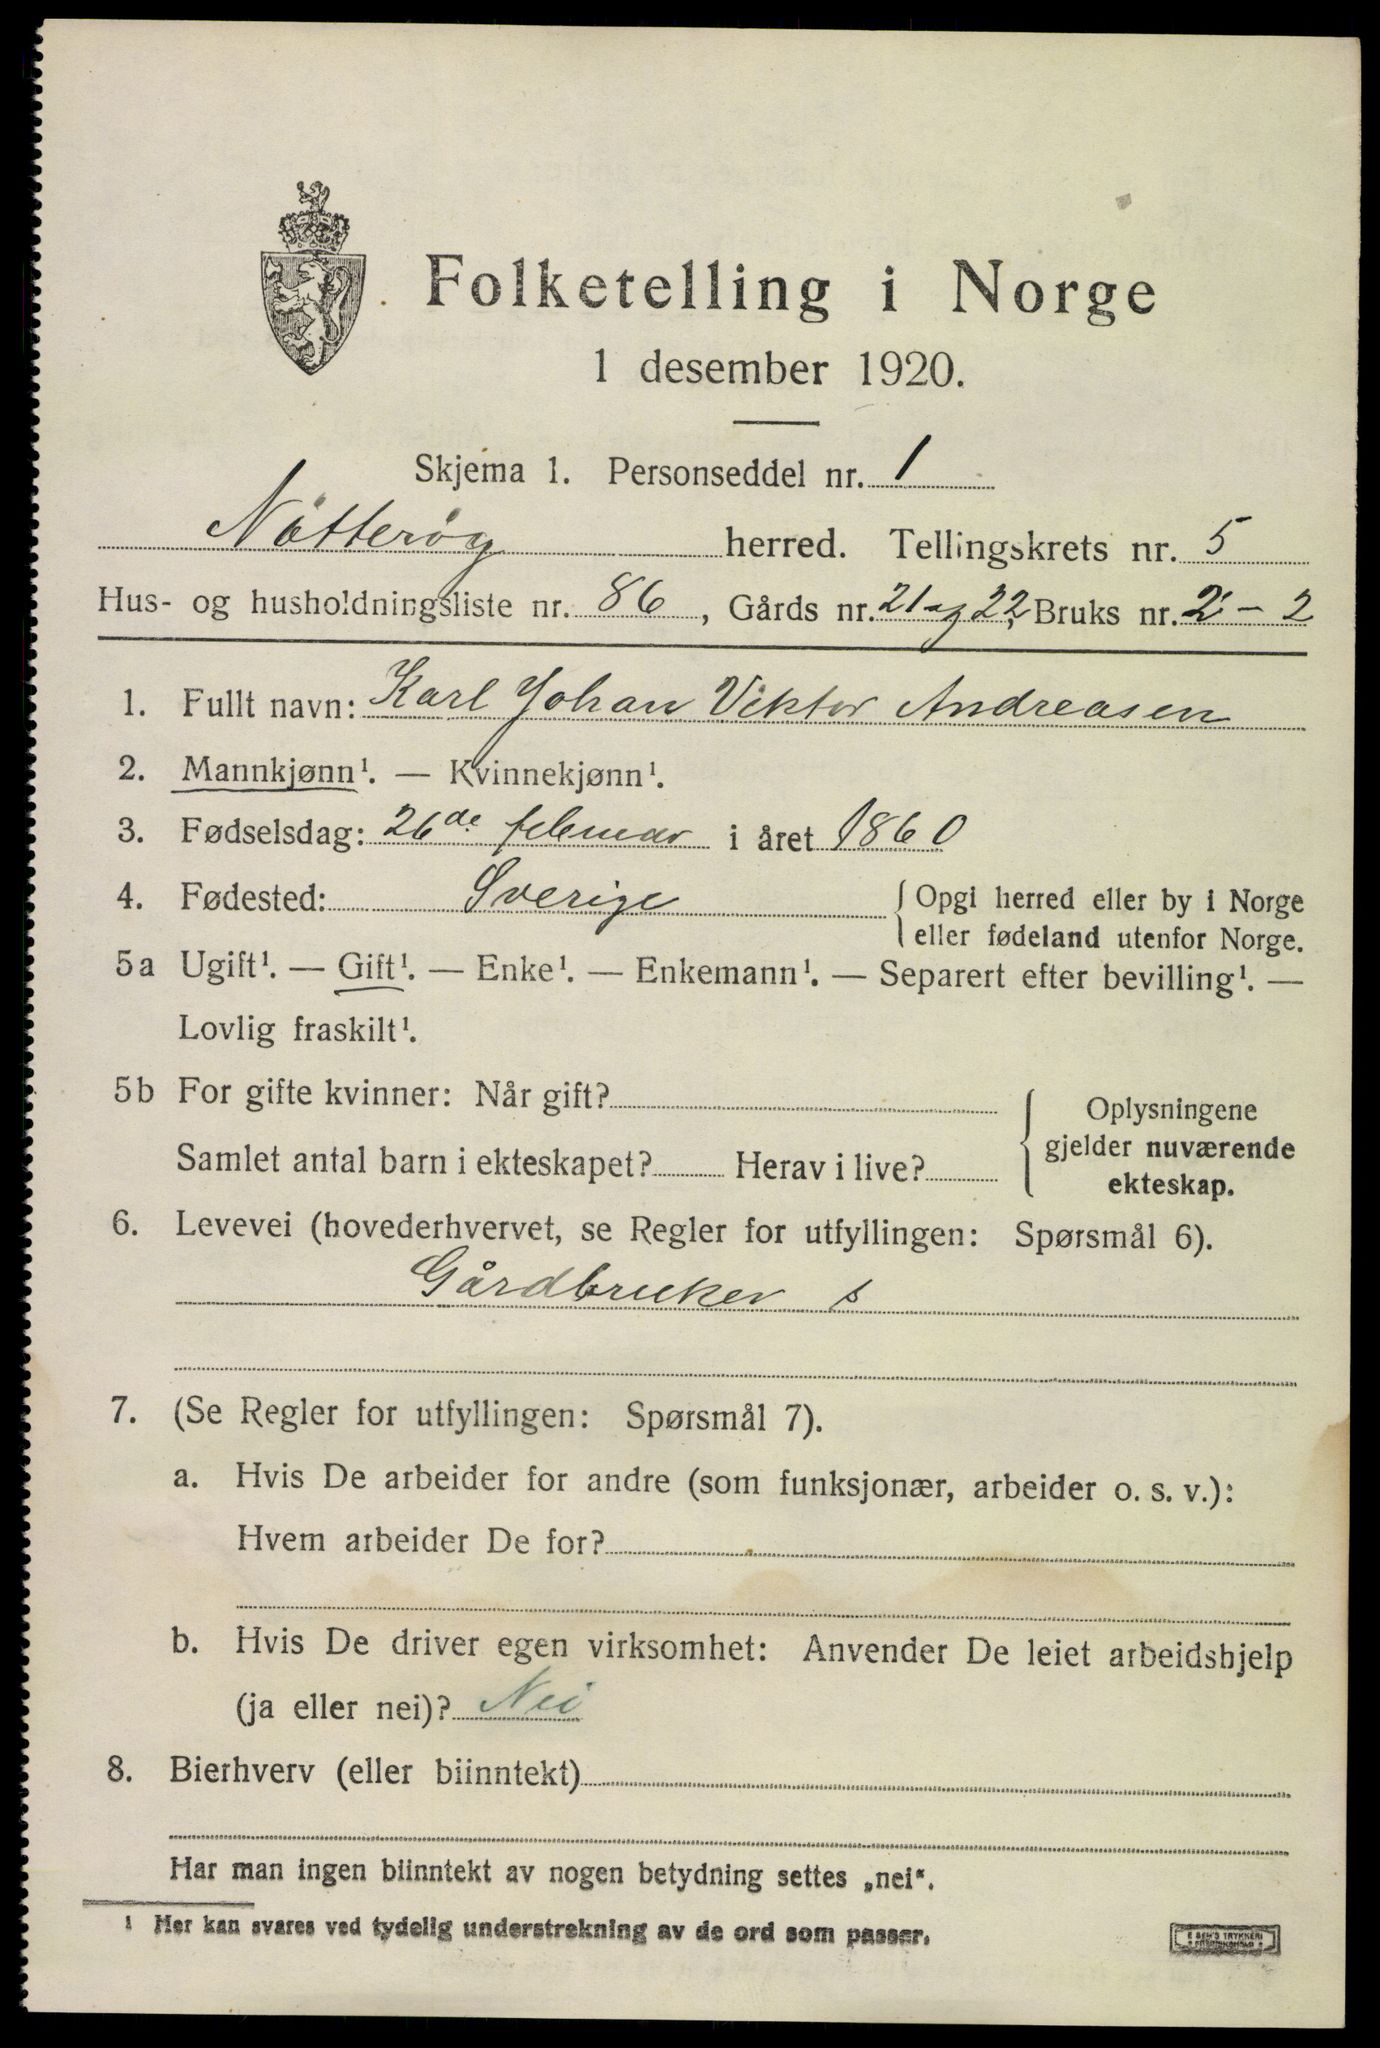 Folketelling i Norge
1 desember 1920.
Skjema 1. Personseddel nr. 1
Nötterøy herred. Tellingskrets nr. 5
Hus- og husholdningsliste nr. 86, Gårds nr. 21 og 22, Bruks nr. 2 - 2
1. Fullt navn: Karl Johan Viktor Andreasen
2. Mannkjønn¹. — Kvinnekjønn¹.
3. Fødselsdag: 26de februar i året 1860
4. Fødested: Sverige { Opgi herred eller by i Norge
eller fødeland utenfor Norge.
5a Ugift¹. — Gift¹. — Enke¹. — Enkemann¹. — Separert efter bevilling¹. —
Lovlig fraskilt¹.
5b For gifte kvinner: Når gift?
Samlet antal barn i ekteskapet? Herav i live?
{ Oplysningene
gjelder nuværende
ekteskap.
6. Levevei (hovederhvervet, se Regler for utfyllingen: Spørsmål 6).
Gårdbruker s
7. (Se Regler for utfyllingen: Spørsmål 7).
a. Hvis De arbeider for andre (som funksjonær, arbeider o. s. v.):
Hvem arbeider De for?
b. Hvis De driver egen virksomhet: Anvender De leiet arbeidshjelp
(ja eller nei)? Nei
8. Bierhverv (eller biinntekt)
Har man ingen biinntekt av nogen betydning settes „nei“.
¹ Her kan svares ved tydelig understrekning av de ord som passer.